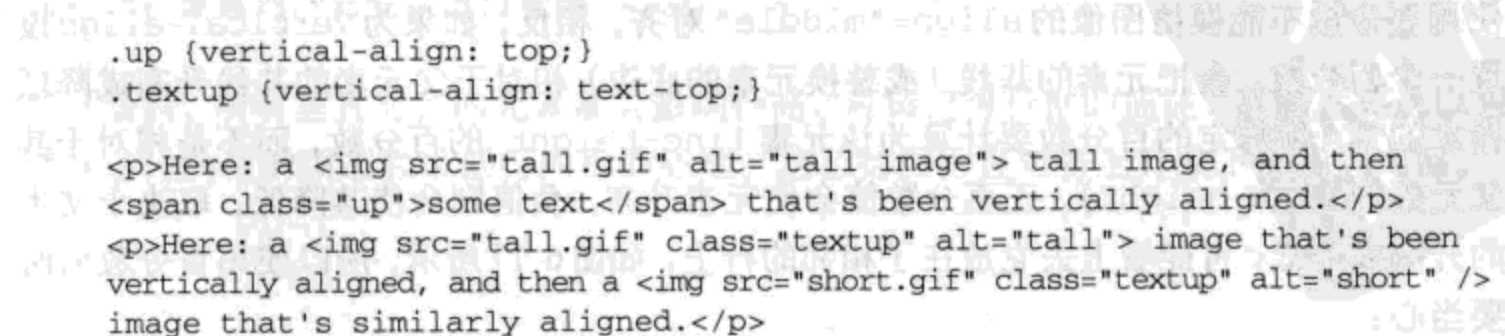 .up {vertical-align: top;}
.textup {vertical-align: text-top;}
<p>Here: a <img src="tall.gif" alt="tall image"> tall image, and then
<span class="up">some text</span> that's been vertically aligned.</p>
<p>Here: a <img src="tall.gif" class="textup" alt="tall"> image that's been
vertically aligned, and then a <img src="short.gif" class="textup" alt="short" />
image that's similarly aligned.</p>